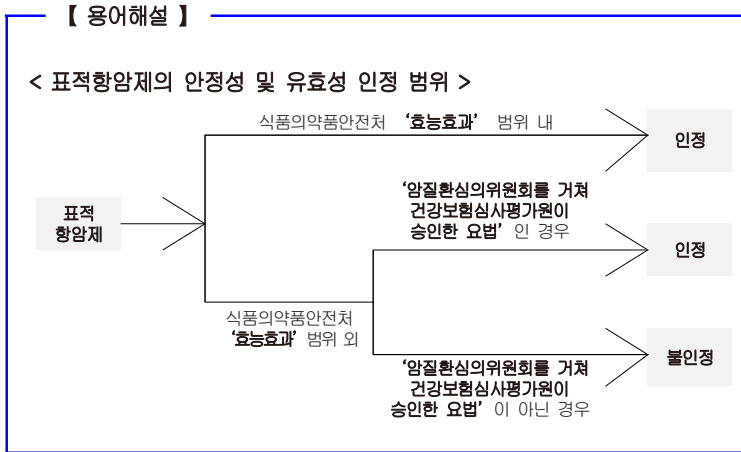 【 용어해설 】
< 표적항암제의 안정성 및 유효성 인정 범위 >
식품의약품안전처 ‘효능효과’ 범위 내
인정
표적
항암제
‘암질환심의위원회를 거쳐
건강보험심사평가원이
승인한 요법’ 인 경우
인정
식품의약품안전처
‘효능효과’ 범위 외
불인정
‘암질환심의위원회를 거쳐
건강보험심사평가원이
승인한 요법’ 이 아닌 경우